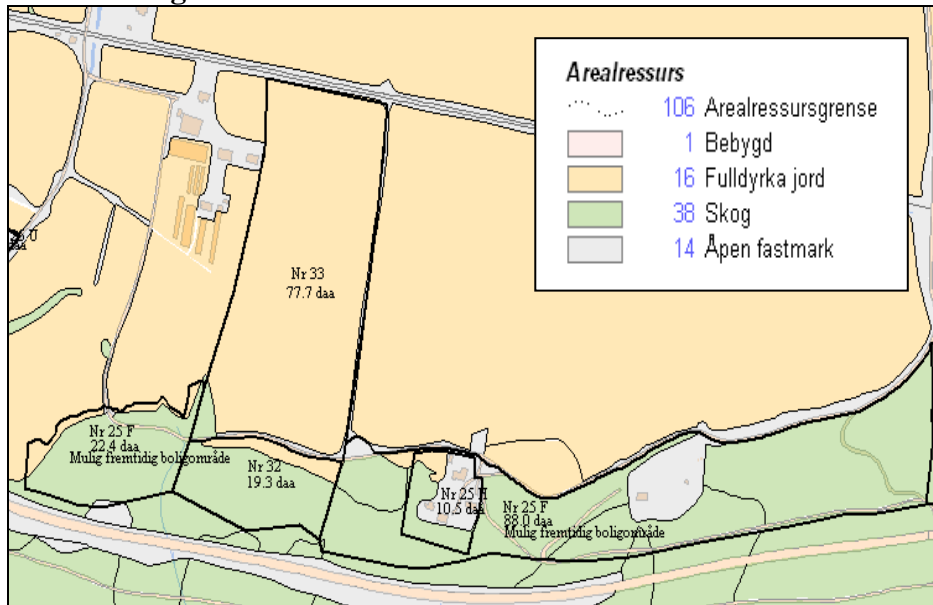 Arealressurs
106 Arealressursgrense
1 Bebygd
16 Fulldyrka jord
38 Skog
14 Åpen fastmark
U
daa
Nr 33
77.7 daa
Nr 25 F
22.4 daa
Mulig fremtidig boligområde
Nr 32
19.3 daa
Nr 25 H
10.5 daa
Nr 25 F
88.0 daa
Mulig fremtidig boligområde